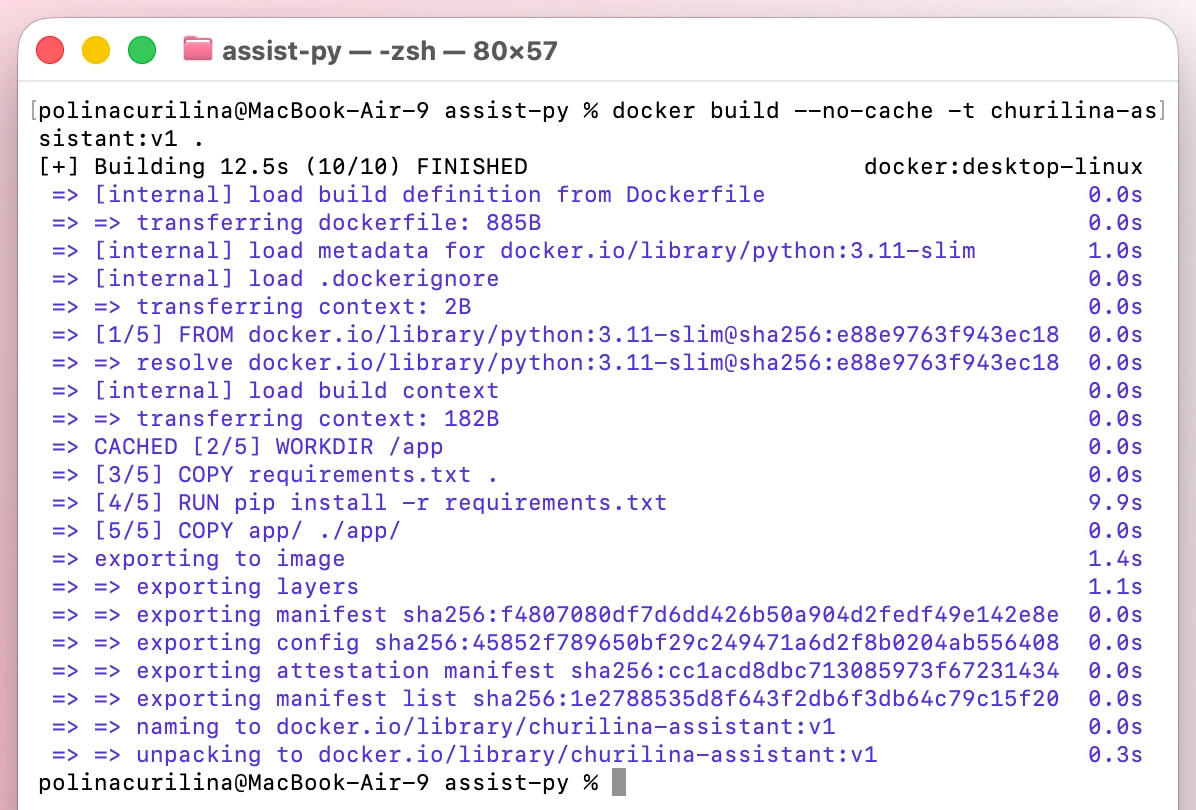 assist-py — -zsh — 80×57
[polinacurilina@MacBook-Air-9 assist-py % docker build --no-cache -t churilina-as]
sistant:v1 .
[+] Building 12.5s (10/10) FINISHED docker:desktop-linux
=> [internal] load build definition from Dockerfile 0.0s
=> => transferring dockerfile: 885B 0.0s
=> [internal] load metadata for docker.io/library/python:3.11-slim 1.0s
=> [internal] load .dockerignore 0.0s
=> => transferring context: 2B 0.0s
=> [1/5] FROM docker.io/library/python:3.11-slim@sha256:e88e9763f943ec18 0.0s
=> => resolve docker.io/library/python:3.11-slim@sha256:e88e9763f943ec18 0.0s
=> [internal] load build context 0.0s
=> => transferring context: 182B 0.0s
=> CACHED [2/5] WORKDIR /app 0.0s
=> [3/5] COPY requirements.txt . 0.0s
=> [4/5] RUN pip install -r requirements.txt 9.9s
=> [5/5] COPY app/ ./app/ 0.0s
=> exporting to image 1.4s
=> => exporting layers 1.1s
=> => exporting manifest sha256:f4807080df7d6dd426b50a904d2fedf49e142e8e 0.0s
=> => exporting config sha256:45852f789650bf29c249471a6d2f8b0204ab556408 0.0s
=> => exporting attestation manifest sha256:cc1acd8dbc713085973f67231434 0.0s
=> => exporting manifest list sha256:1e2788535d8f643f2db6f3db64c79c15f20 0.0s
=> => naming to docker.io/library/churilina-assistant:v1 0.0s
=> => unpacking to docker.io/library/churilina-assistant:v1 0.3s
polinacurilina@MacBook-Air-9 assist-py %